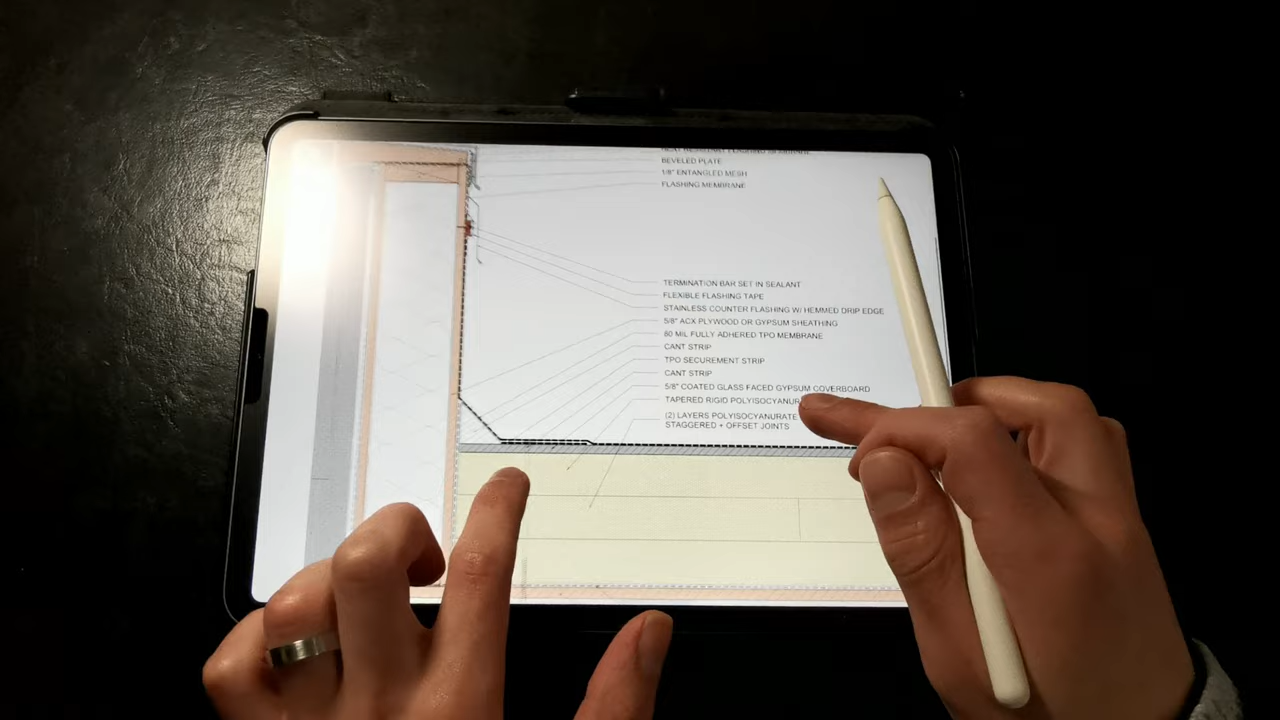 BEVELED PLATE
1/8" ENTANGLED MESH
FLASHING MEMBRANE
TERMINATION BAR SET IN SEALANT
FLEXIBLE FLASHING TAPE
STAINLESS COUNTER FLASHING W/ HEMMED DRIP EDGE
5/8" ACX PLYWOOD OR GYPSUM SHEATHING
80 MIL FULLY ADHERED TPO MEMBRANE
CANT STRIP
TPO SECUREMENT STRIP
CANT STRIP
5/8" COATED GLASS FACED GYPSUM COVERBOARD
TAPERED RIGID POLYISOCYANUR
(2) LAYERS POLYISOCYANURATE
STAGGERED + OFFSET JOINTS